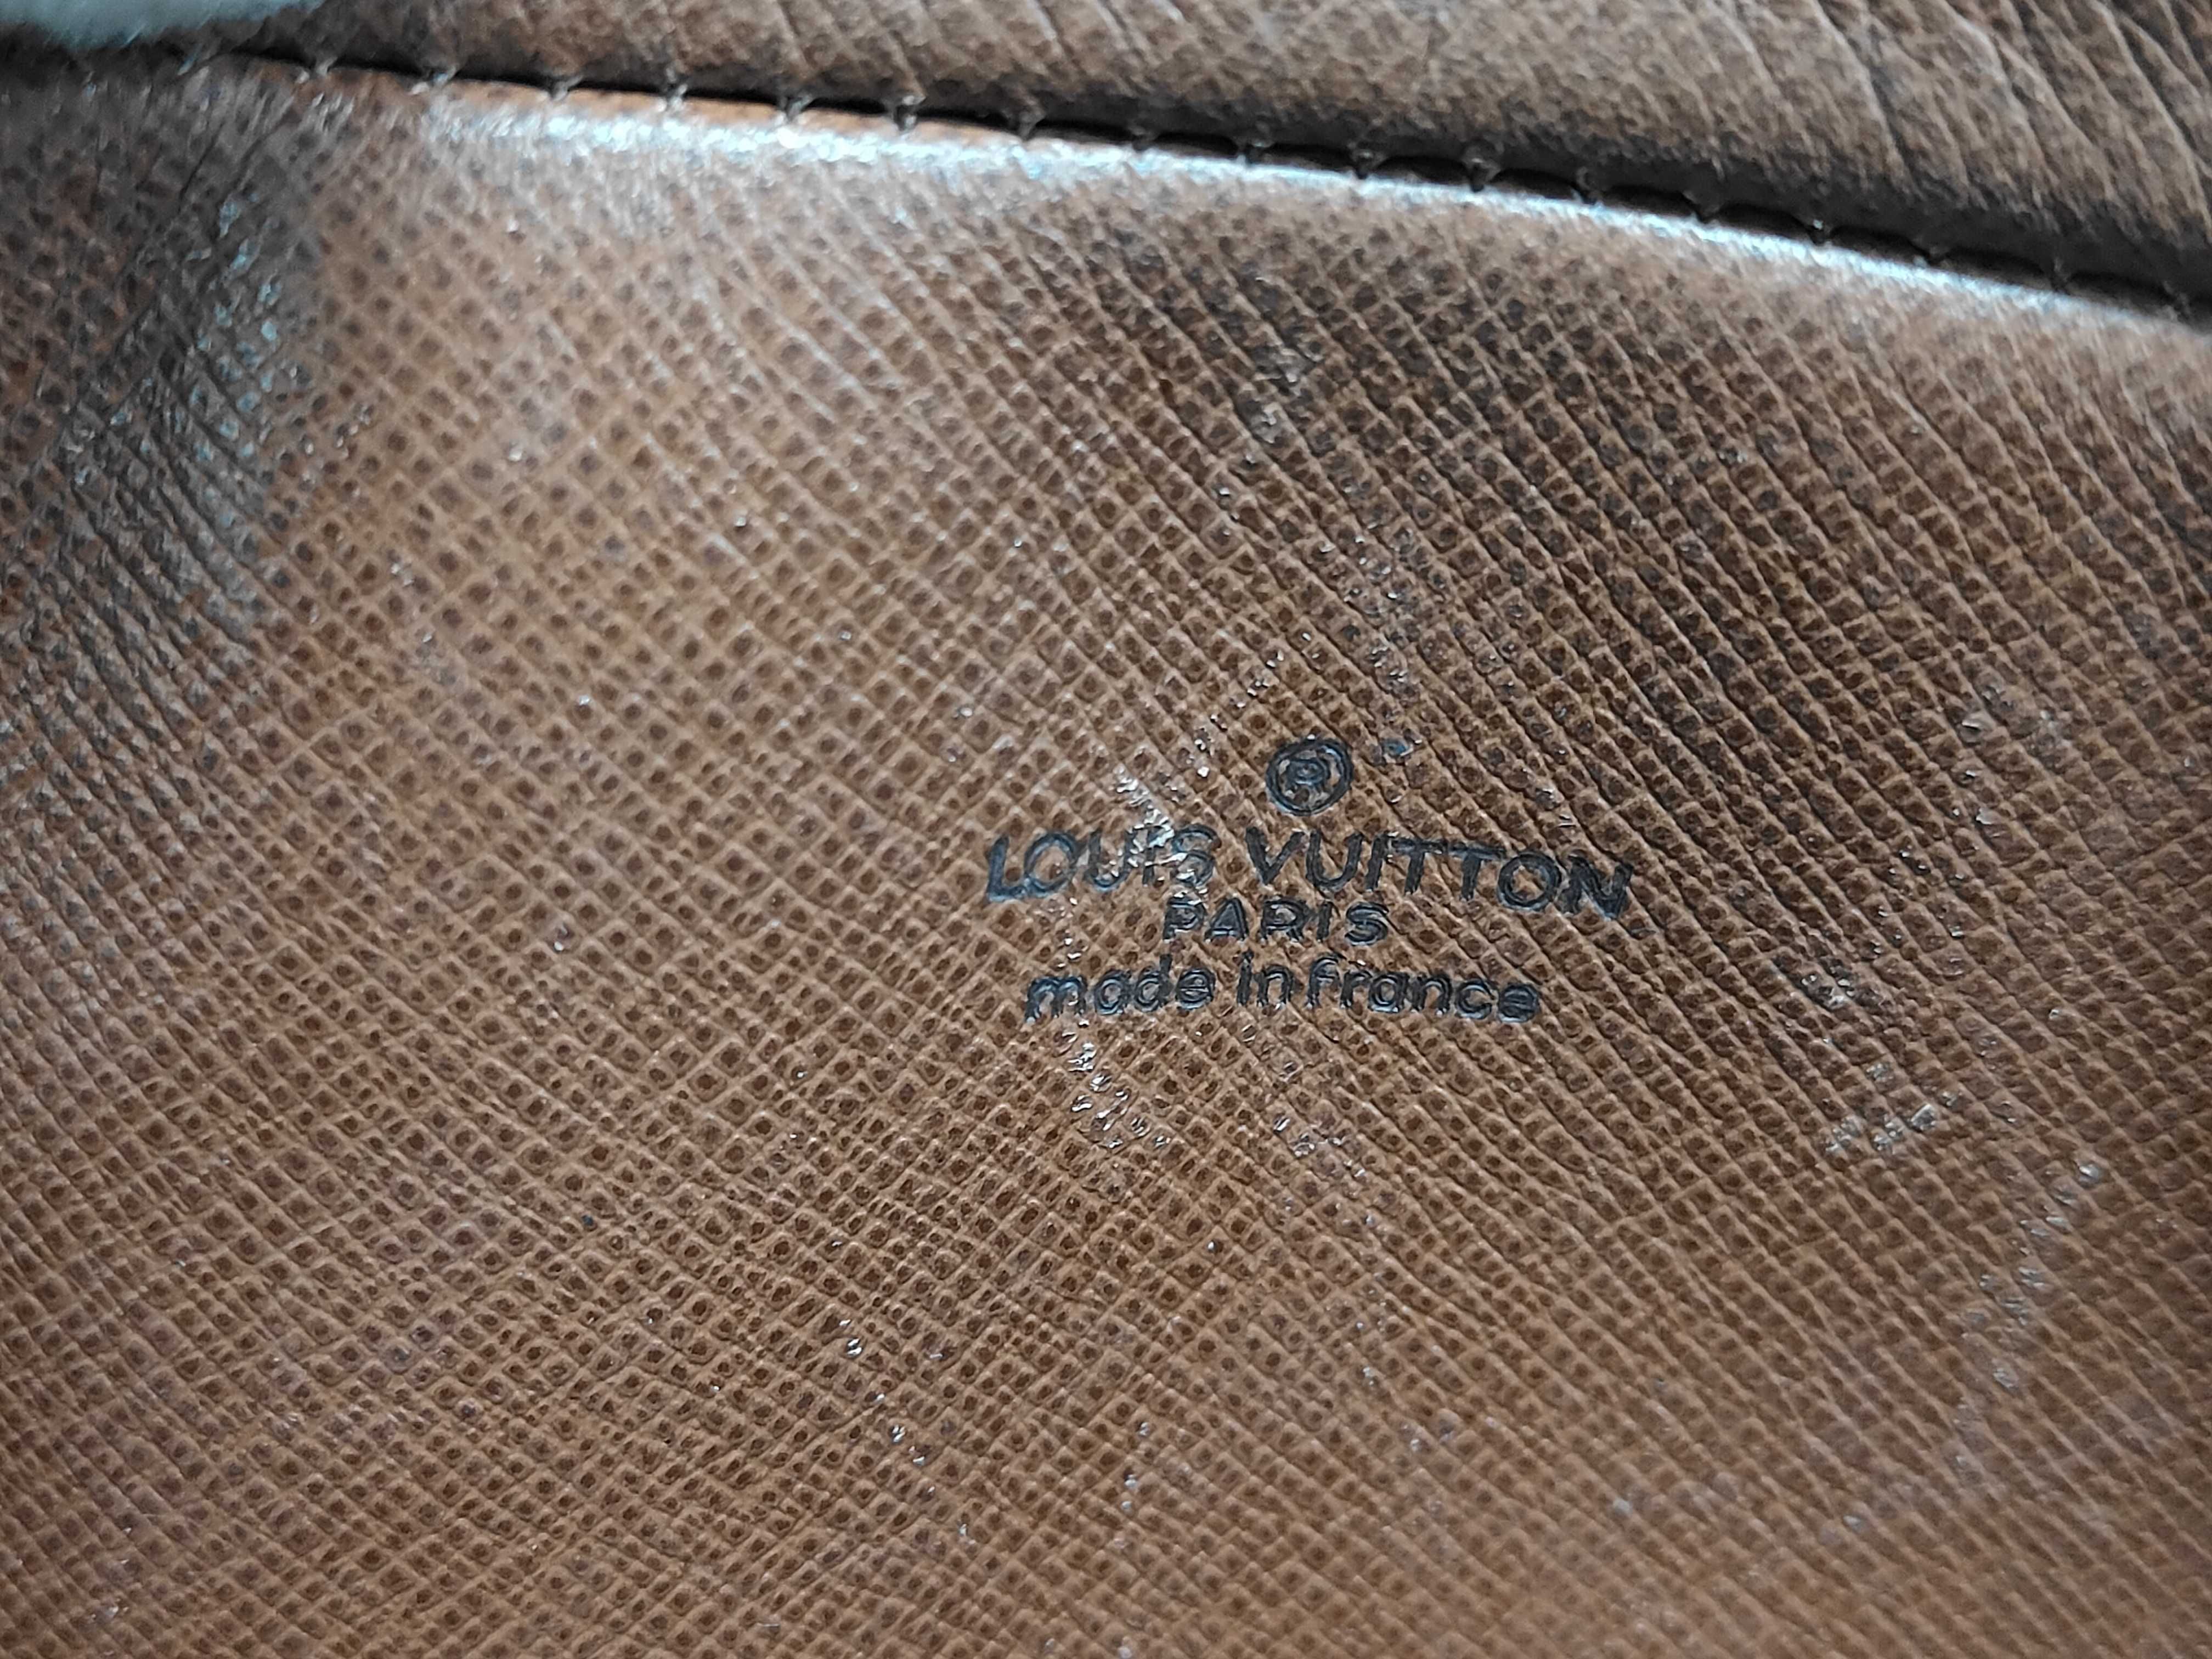 ®
LOUIS VUITTON
PARIS
made in France